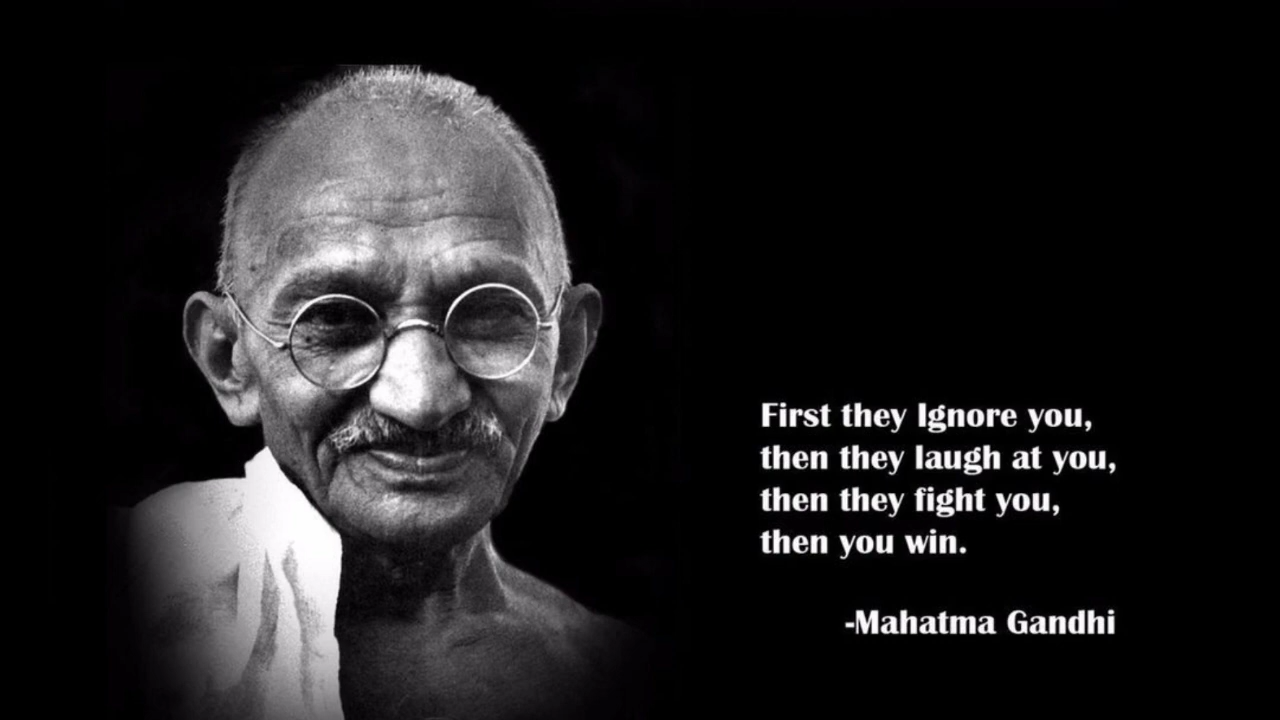 First they Ignore you,
then they laugh at you,
then they fight you,
then you win.
-Mahatma Gandhi